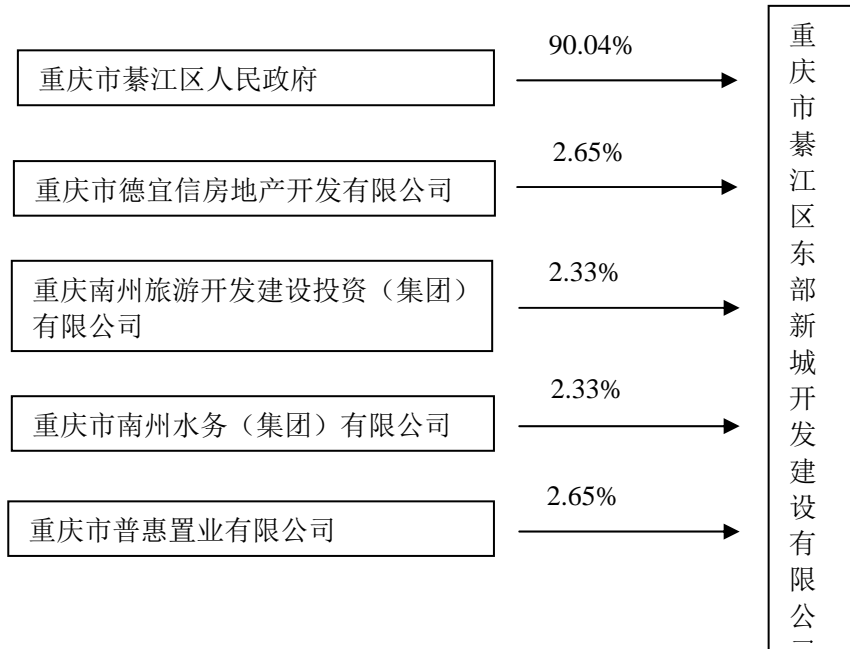 90.04%
重庆市綦江区人民政府
2.65%
重庆市德宜信房地产开发有限公司
2.33%
重庆南州旅游开发建设投资（集团）
有限公司
2.33%
重庆市南州水务（集团）有限公司
2.65%
重庆市普惠置业有限公司
重庆市綦江区东部新城开发建设有限公